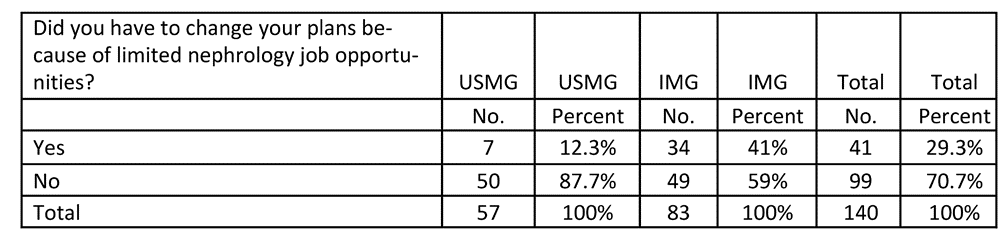 Did you have to change your plans be-
cause of limited nephrology job opportu-
nities? USMG USMG IMG IMG Total Total
No. Percent No. Percent No. Percent
Yes 7 12.3% 34 41% 41 29.3%
No 50 87.7% 49 59% 99 70.7%
Total 57 100% 83 100% 140 100%